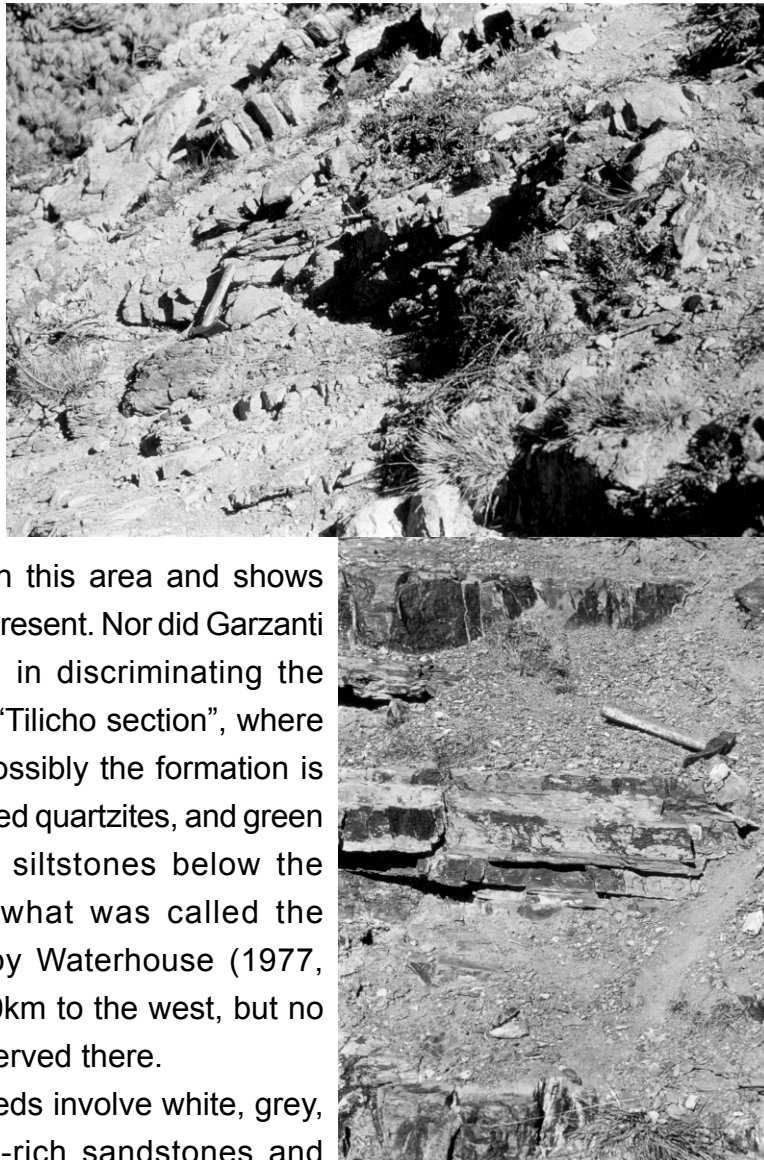 n this area and shows
resent. Nor did Garzanti
in discriminating the
“Tilicho section”, where
ossibly the formation is
ed quartzites, and green
siltstones below the
what was called the
by Waterhouse (1977,
0km to the west, but no
erved there.
eds involve white, grey,
-rich sandstones and